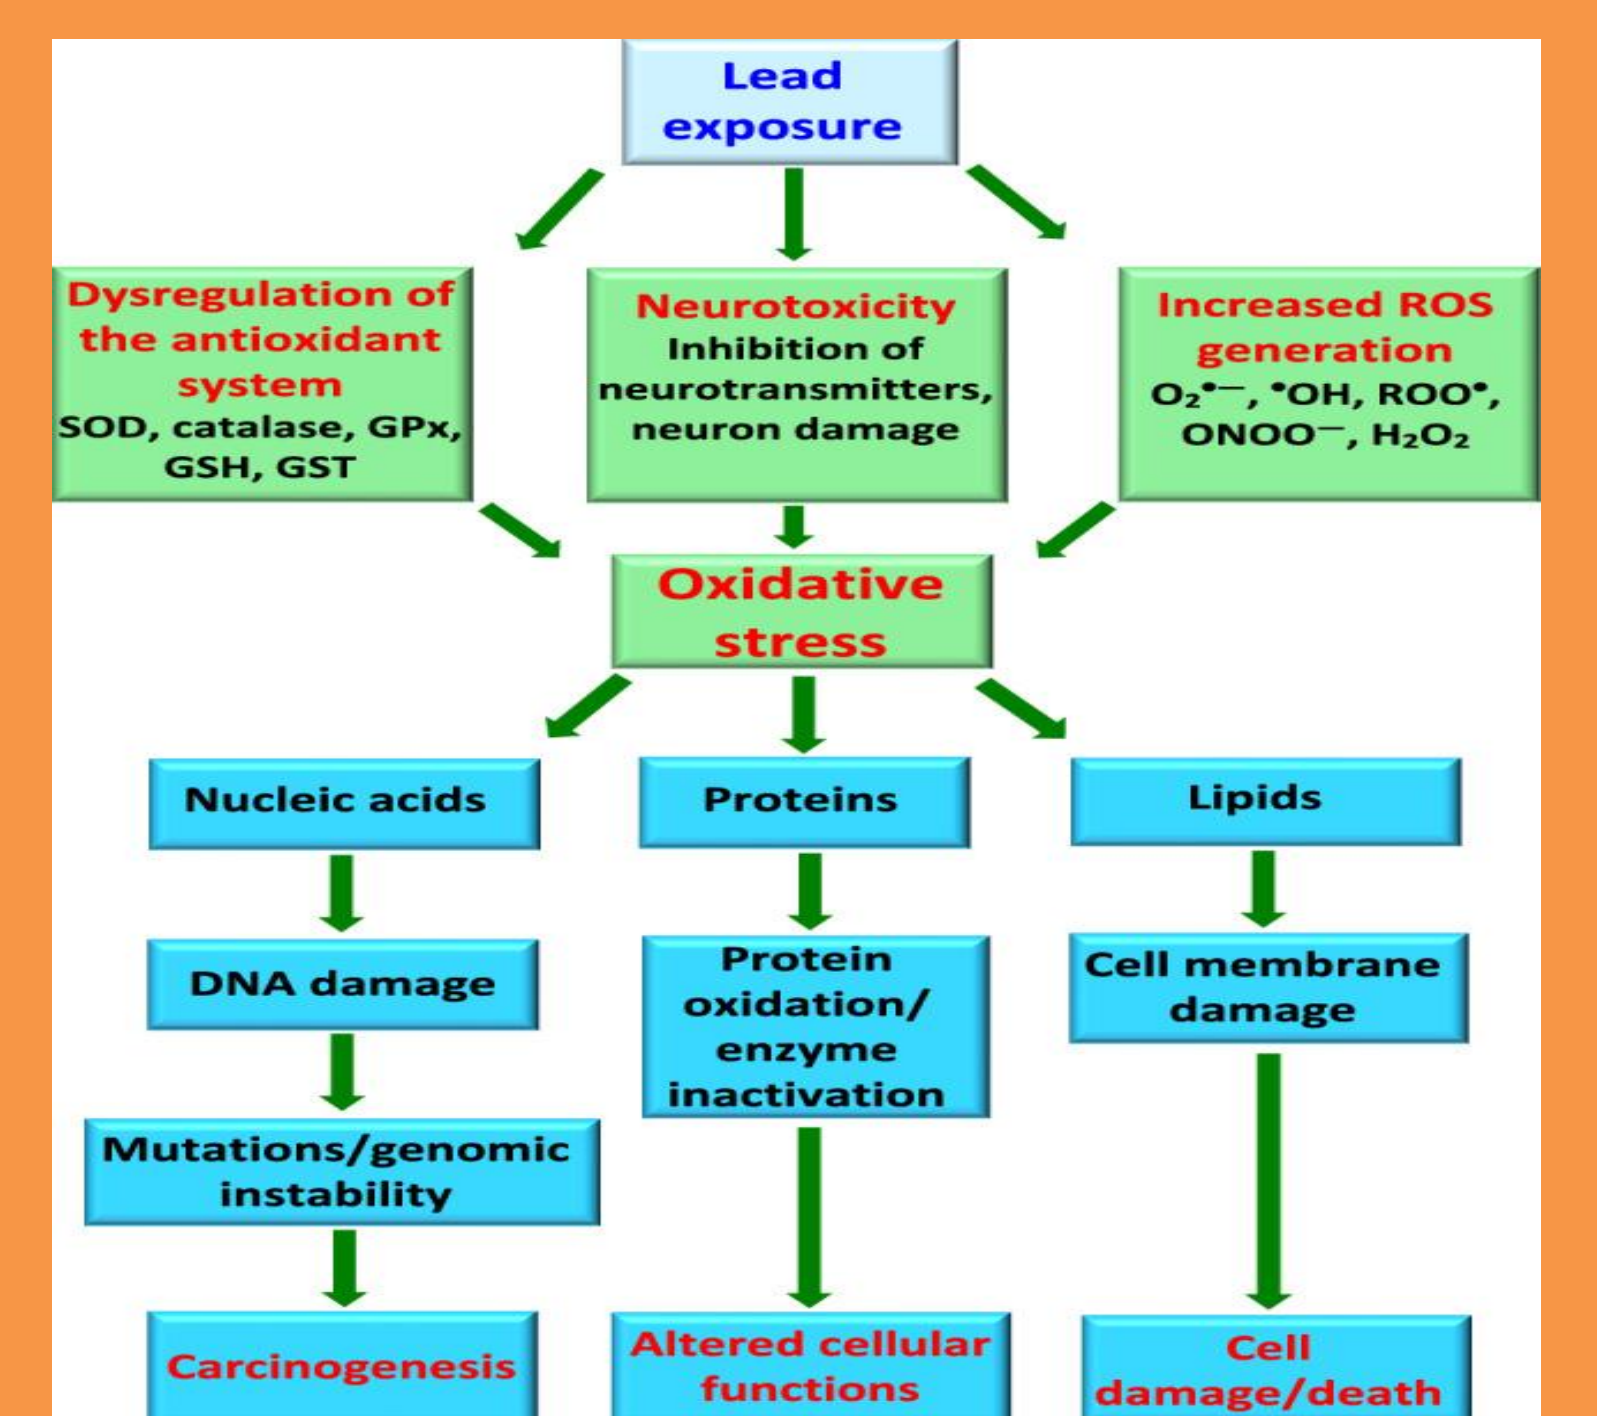 Lead
exposure
Dysregulation of
the antioxidant
system
SOD, catalase, GPx,
GSH, GST
Neurotoxicity
Inhibition of
neurotransmitters,
neuron damage
Increased ROS
generation
O₂•−, •OH, ROO•,
ONOO−, H₂O₂
Oxidative
stress
Nucleic acids
Proteins
Lipids
DNA damage
Protein
oxidation/
enzyme
inactivation
Cell membrane
damage
Mutations/genomic
instability
Carcinogenesis
Altered cellular
functions
Cell
damage/death